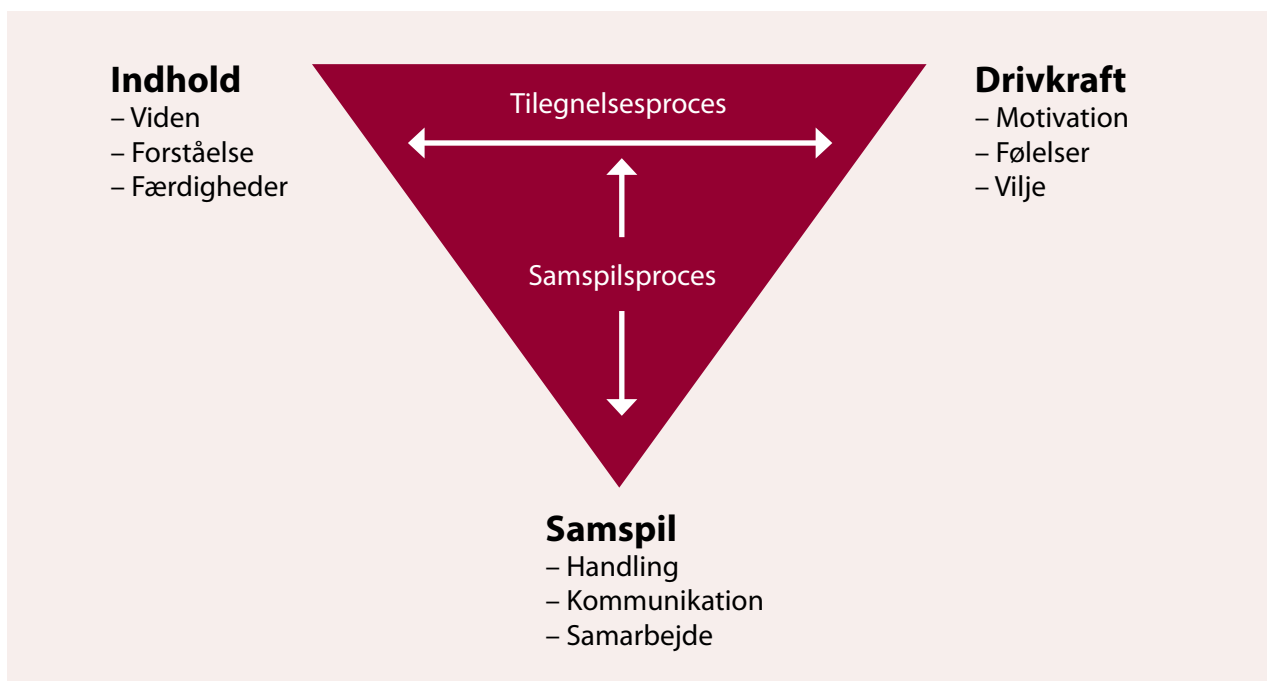 Indhold
– Viden
– Forståelse
– Færdigheder
Tilegnelsesproces
Samspilsproces
Drivkraft
– Motivation
– Følelser
– Vilje
Samspil
– Handling
– Kommunikation
– Samarbejde